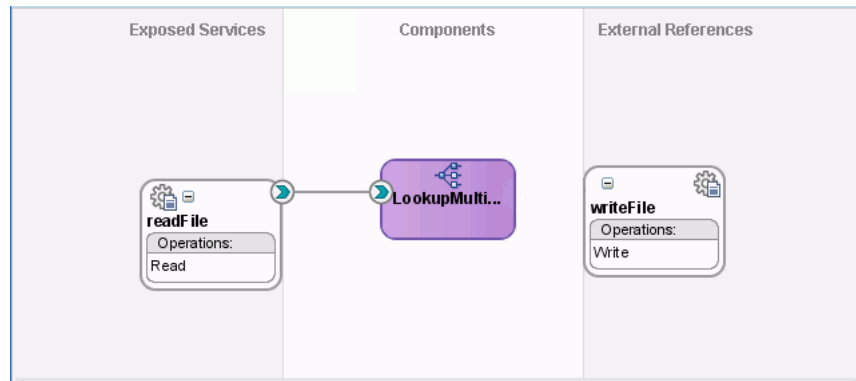 Exposed Services
Components
External References
readFile
Operations:
Read
LookupMulti...
writeFile
Operations:
Write